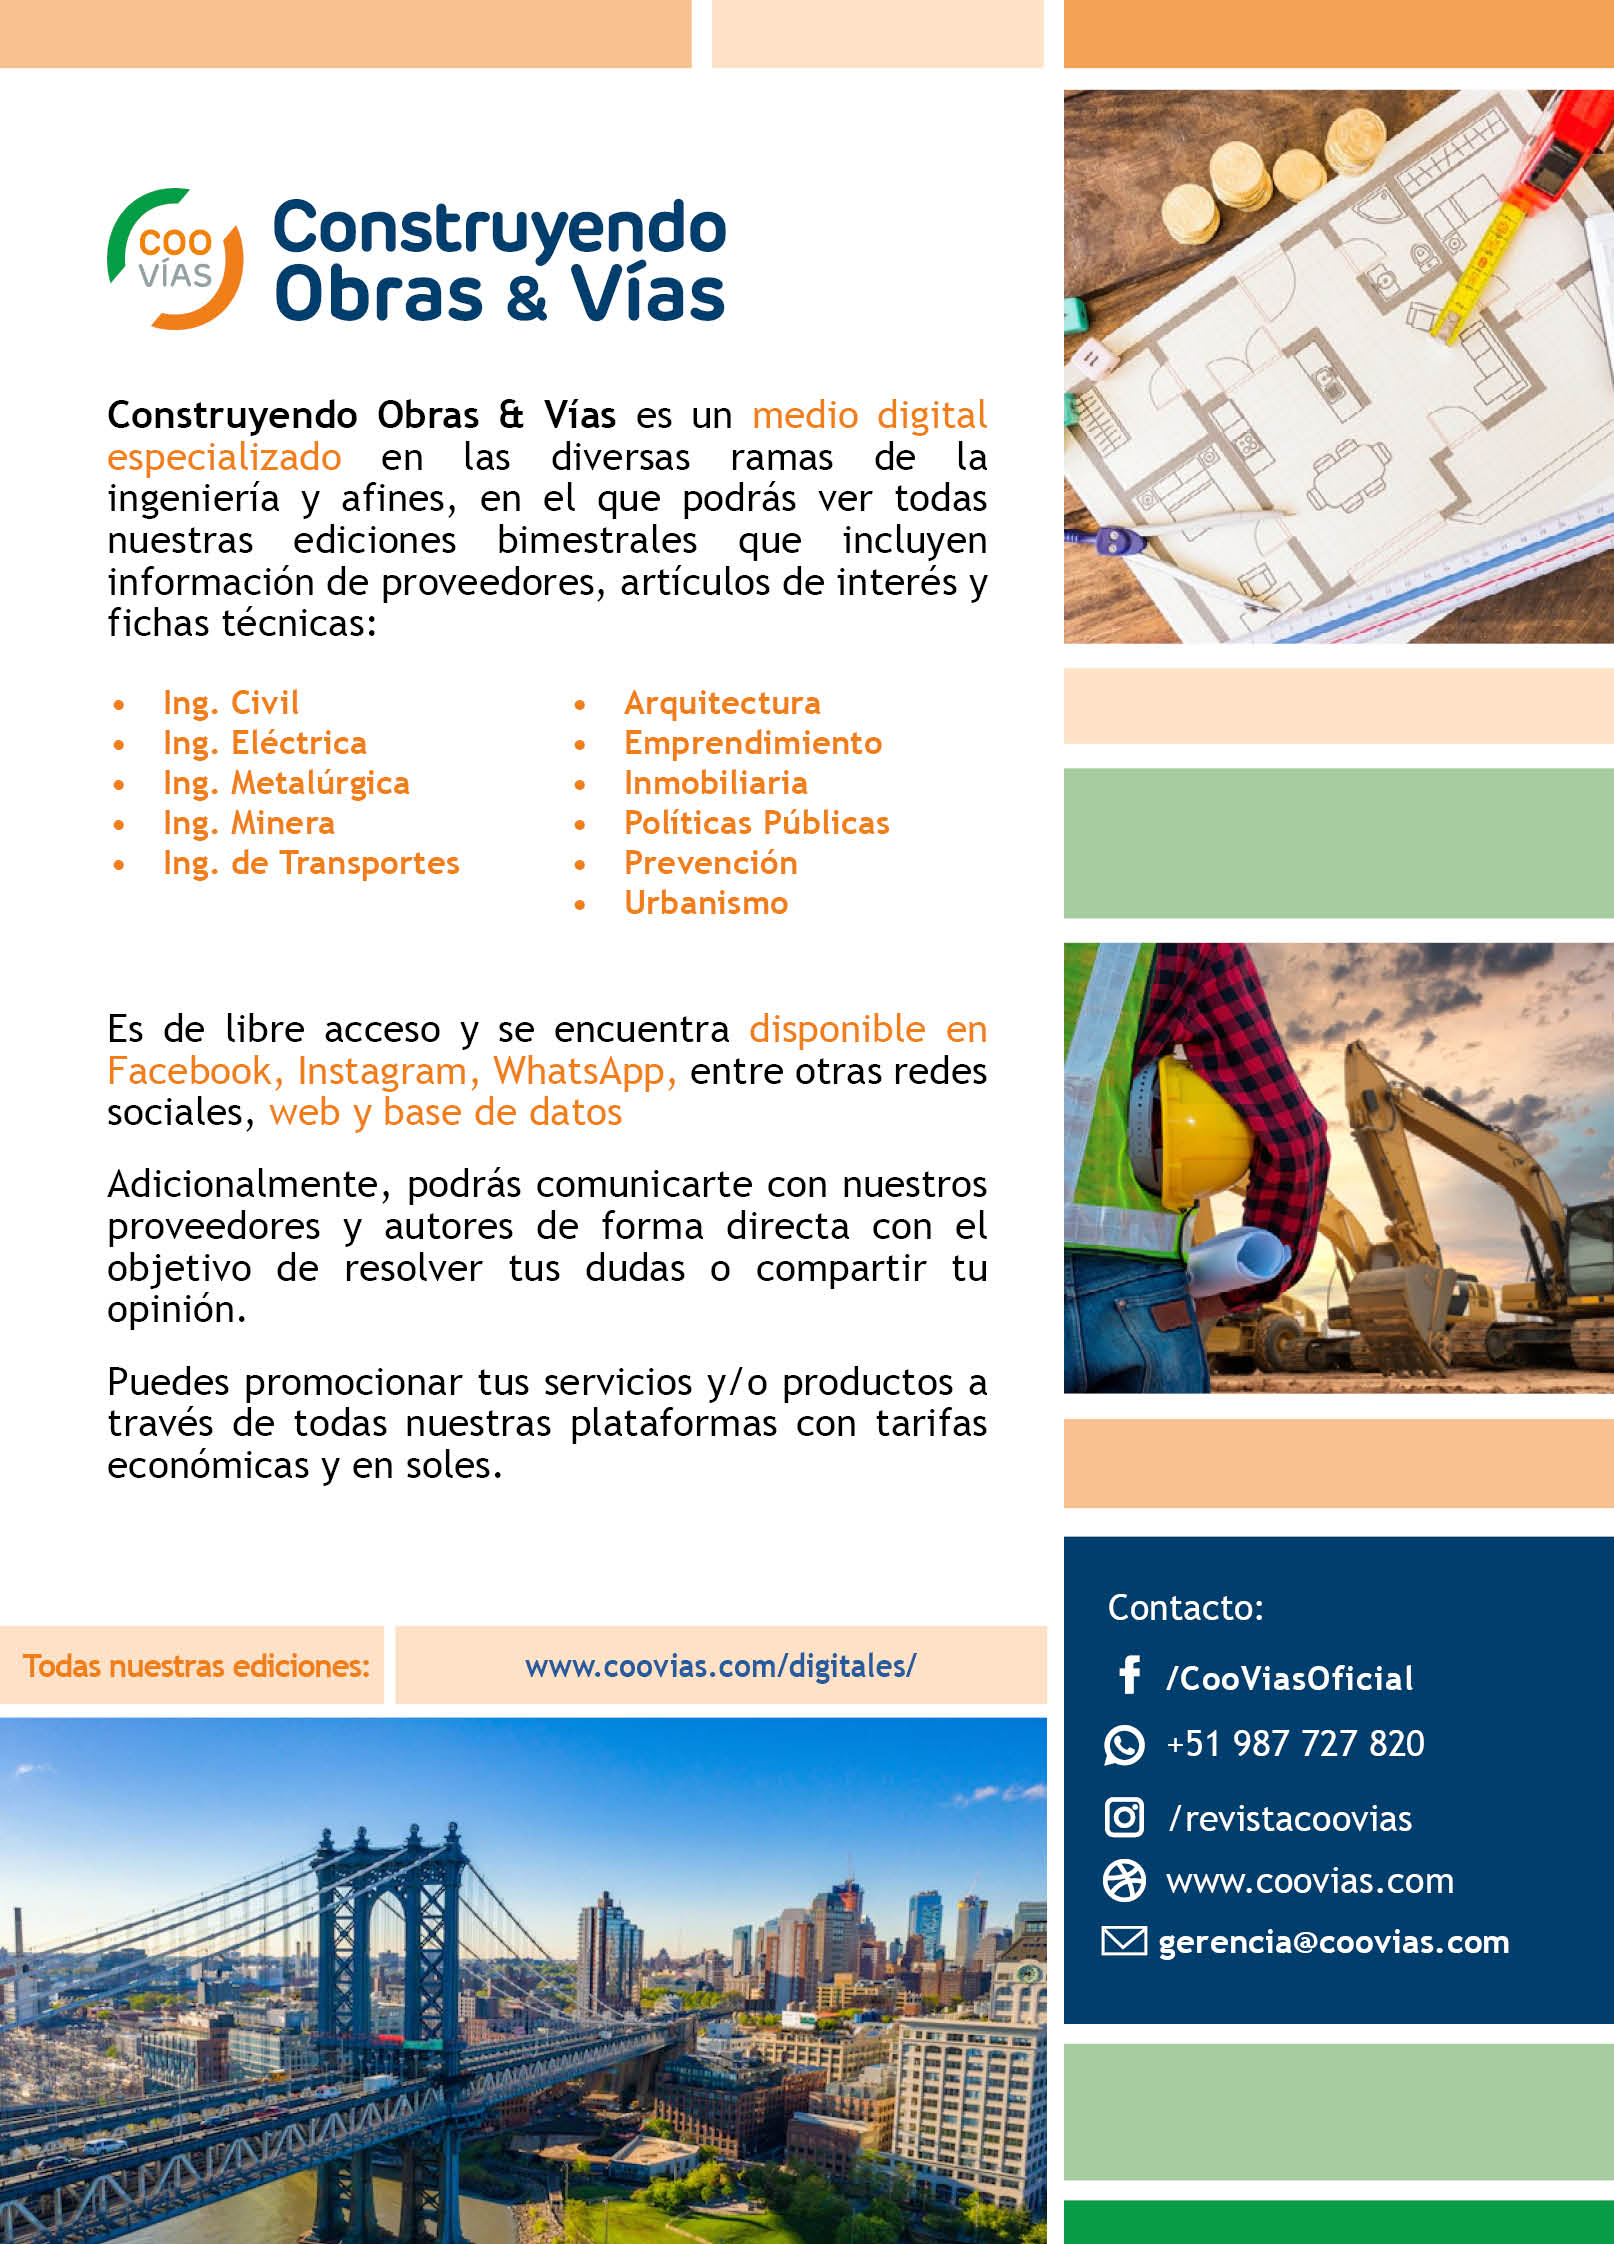 COO
VÍAS
Construyendo
Obras & Vías
Construyendo Obras & Vías es un medio digital
especializado en las diversas ramas de la
ingeniería y afines, en el que podrás ver todas
nuestras ediciones bimestrales que incluyen
información de proveedores, artículos de interés y
fichas técnicas:
• Ing. Civil
• Ing. Eléctrica
• Ing. Metalúrgica
• Ing. Minera
• Ing. de Transportes
• Arquitectura
• Emprendimiento
• Inmobiliaria
• Políticas Públicas
• Prevención
• Urbanismo
Es de libre acceso y se encuentra disponible en
Facebook, Instagram, WhatsApp, entre otras redes
sociales, web y base de datos
Adicionalmente, podrás comunicarte con nuestros
proveedores y autores de forma directa con el
objetivo de resolver tus dudas o compartir tu
opinión.
Puedes promocionar tus servicios y/o productos a
través de todas nuestras plataformas con tarifas
económicas y en soles.
Todas nuestras ediciones:
www.coovias.com/digitales/
Contacto:
/CooViasOficial
+51 987 727 820
/revistacoovias
www.coovias.com
gerencia@coovias.com